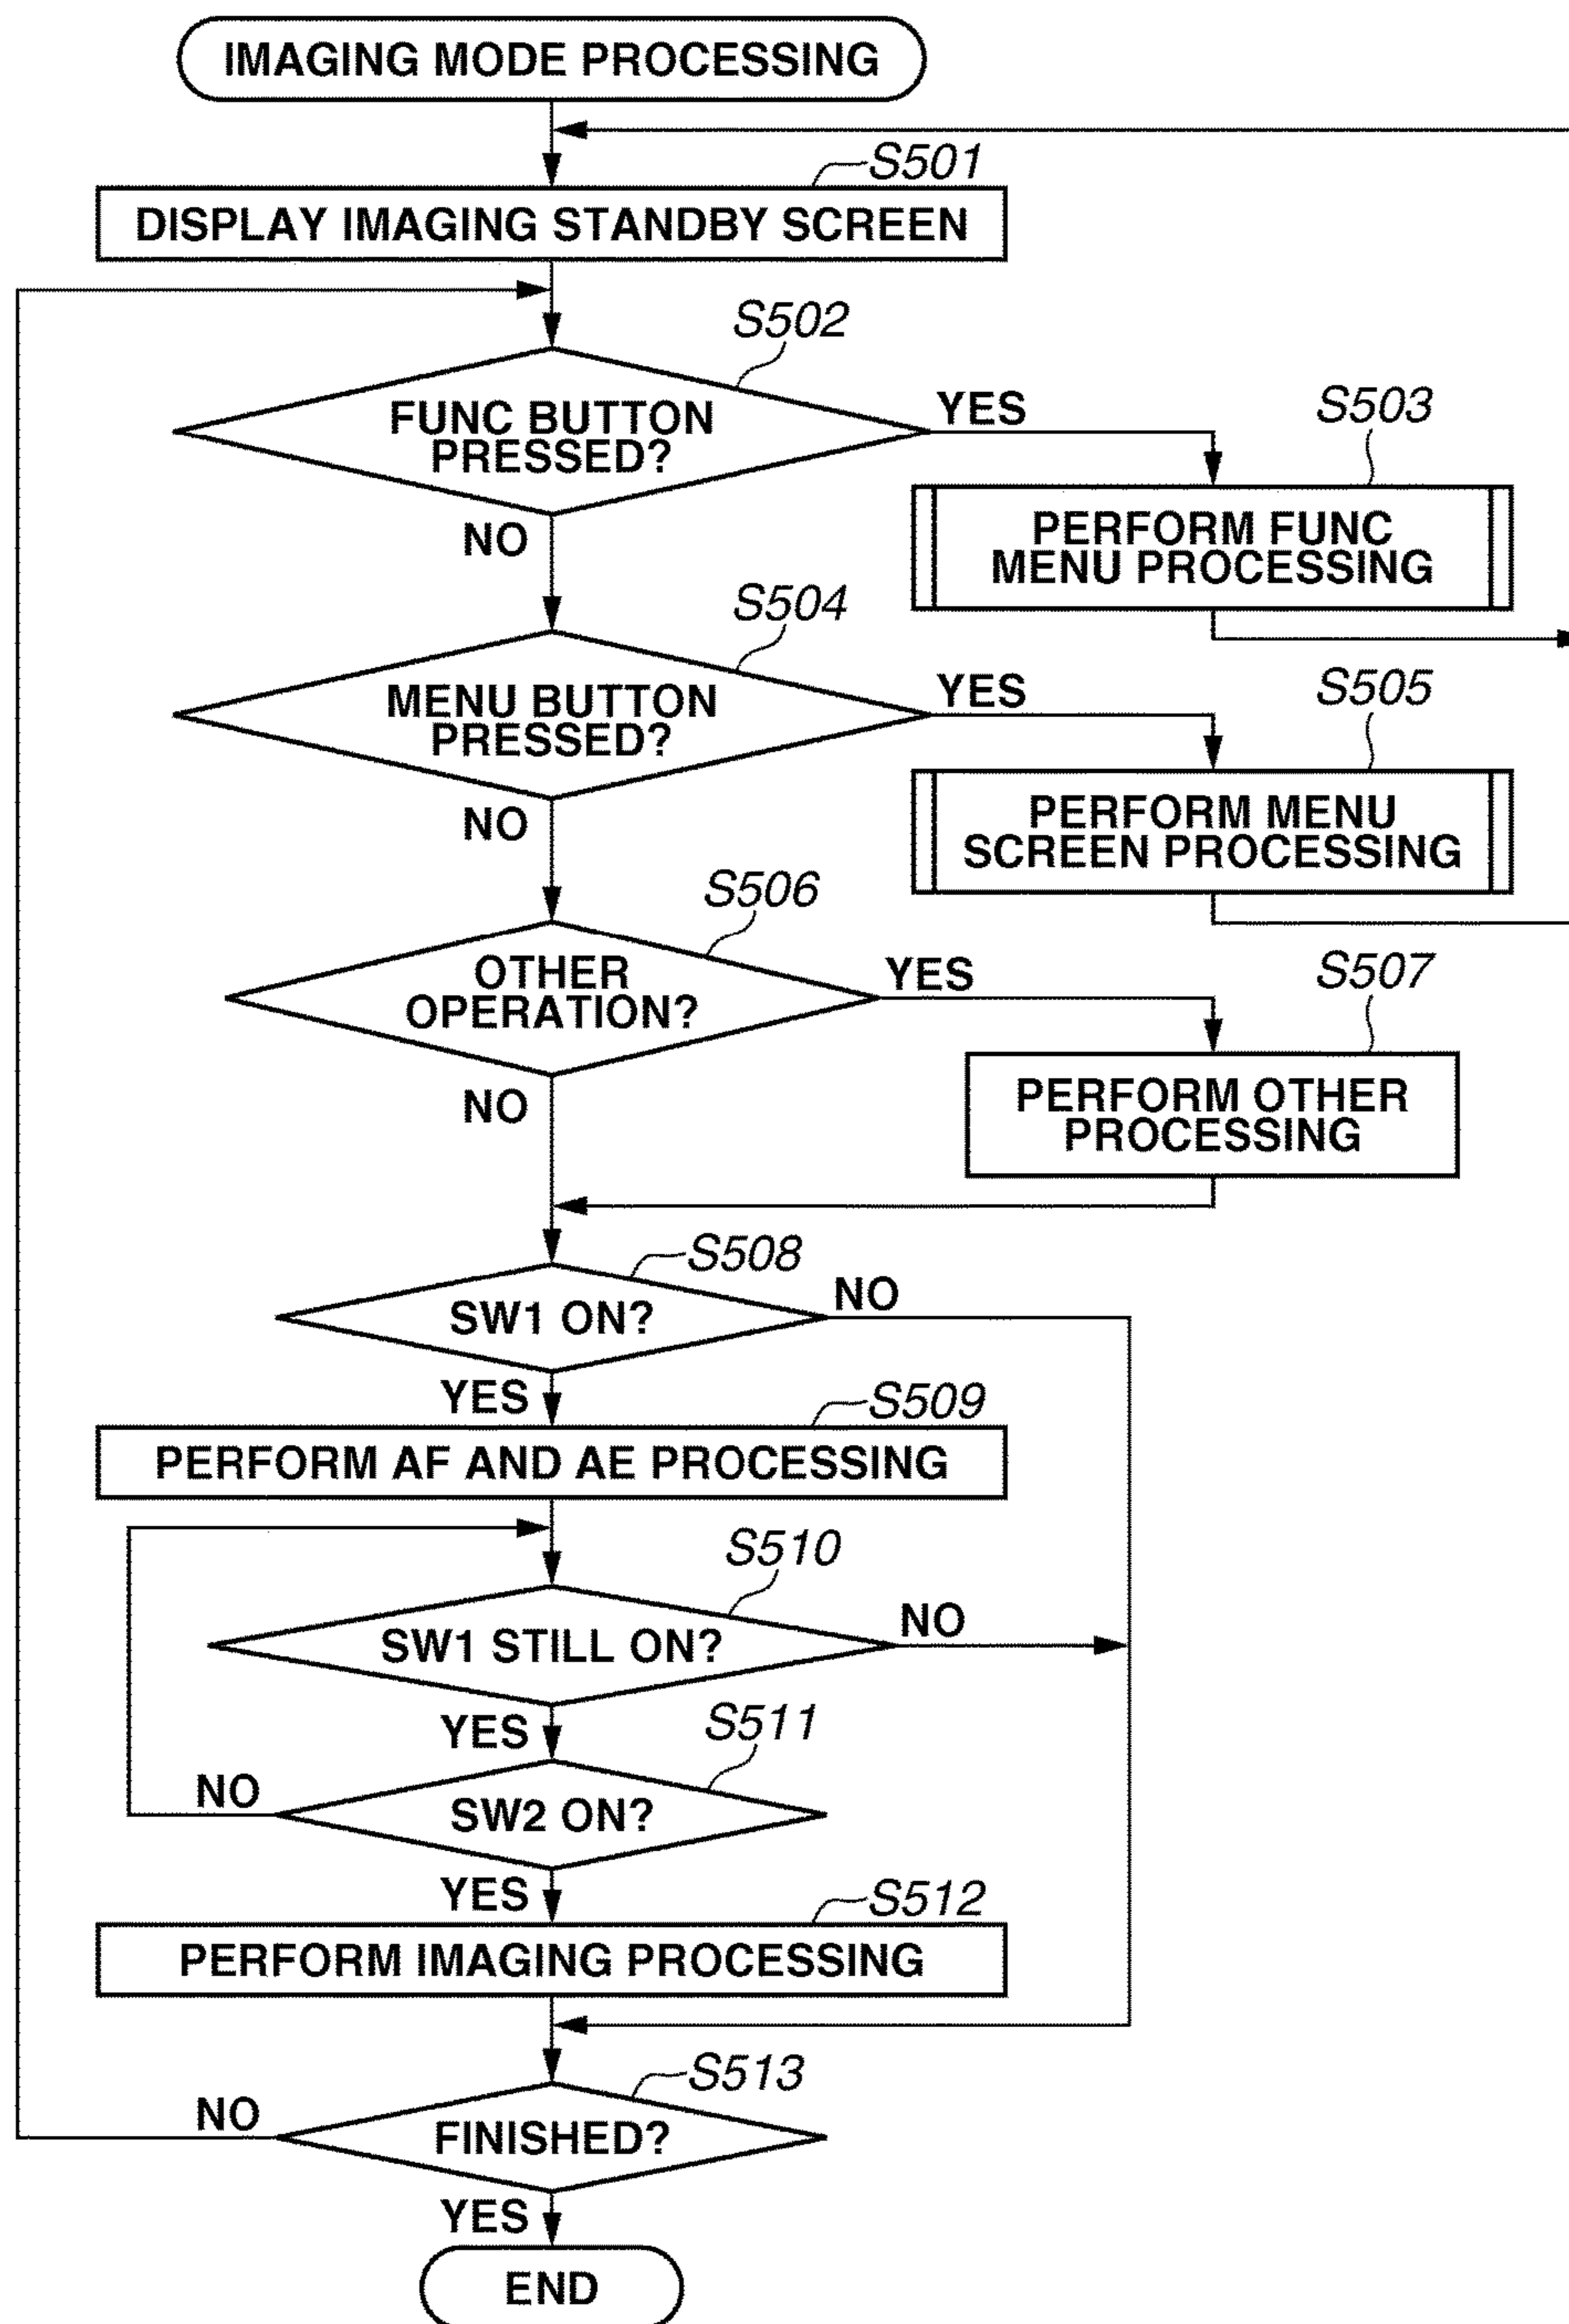 IMAGING MODE PROCESSING
S501
DISPLAY IMAGING STANDBY SCREEN
S502
FUNC BUTTON
PRESSED?
YES
NO
S503
PERFORM FUNC
MENU PROCESSING
S504
MENU BUTTON
PRESSED?
YES
NO
S505
PERFORM MENU
SCREEN PROCESSING
S506
OTHER
OPERATION?
YES
NO
S507
PERFORM OTHER
PROCESSING
S508
SW1 ON?
NO
YES
S509
PERFORM AF AND AE PROCESSING
S510
SW1 STILL ON?
NO
YES
S511
SW2 ON?
NO
YES
S512
PERFORM IMAGING PROCESSING
S513
FINISHED?
NO
YES
END